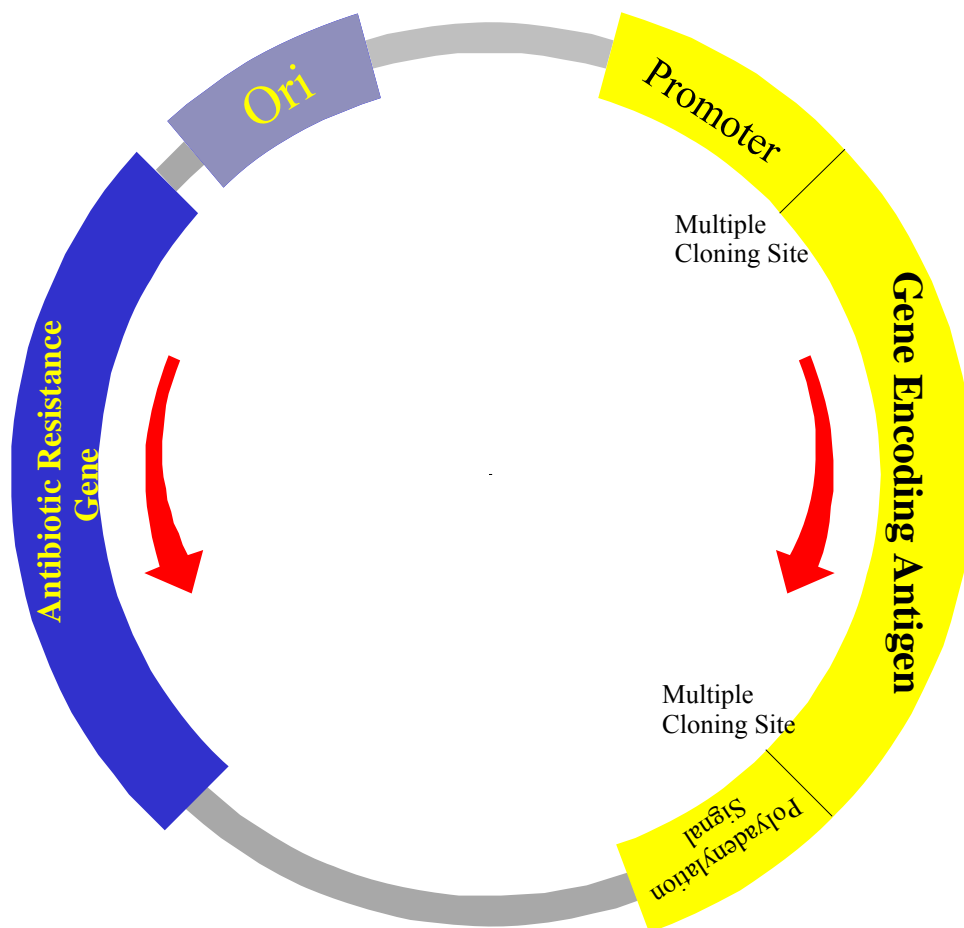 Ori
Promoter
Multiple
Cloning Site
Gene Encoding Antigen
Antibiotic Resistance
Gene
Multiple
Cloning Site
Polyadenylation
Signal